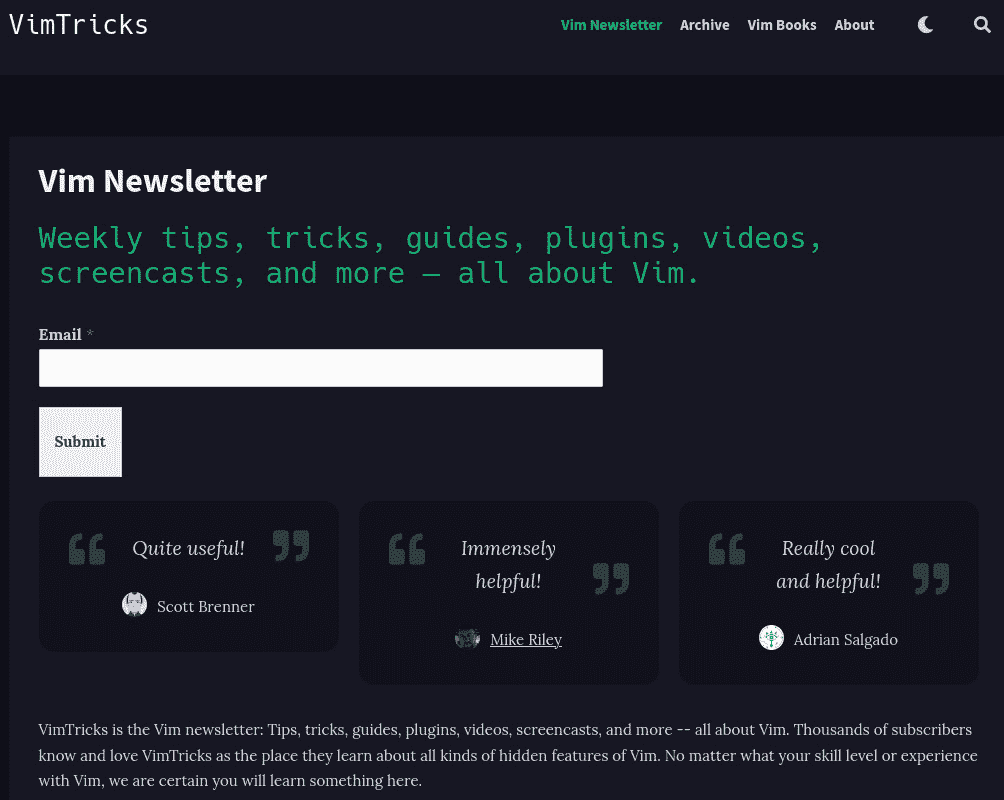 VimTricks
Vim Newsletter Archive Vim Books About
Vim Newsletter
Weekly tips, tricks, guides, plugins, videos,
screencasts, and more — all about Vim.
Email *
Submit
Quite useful!
Scott Brenner
Immensely
helpful!
Mike Riley
Really cool
and helpful!
Adrian Salgado
VimTricks is the Vim newsletter: Tips, tricks, guides, plugins, videos, screencasts, and more -- all about Vim. Thousands of subscribers
know and love VimTricks as the place they learn about all kinds of hidden features of Vim. No matter what your skill level or experience
with Vim, we are certain you will learn something here.